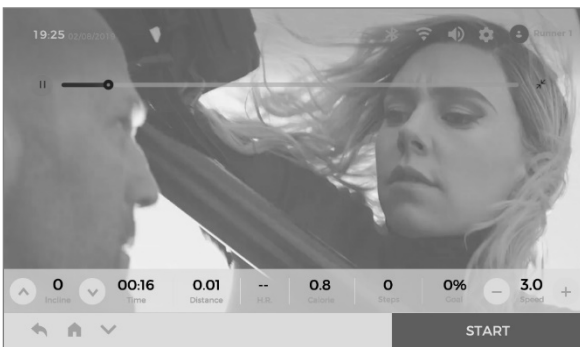 19:25 02/08/2010 Runner 1
0 00:16 0.01 -- 0.8 0 0% 3.0
Incline Time Distance H.R. Calorie Steps Goal Speed
START